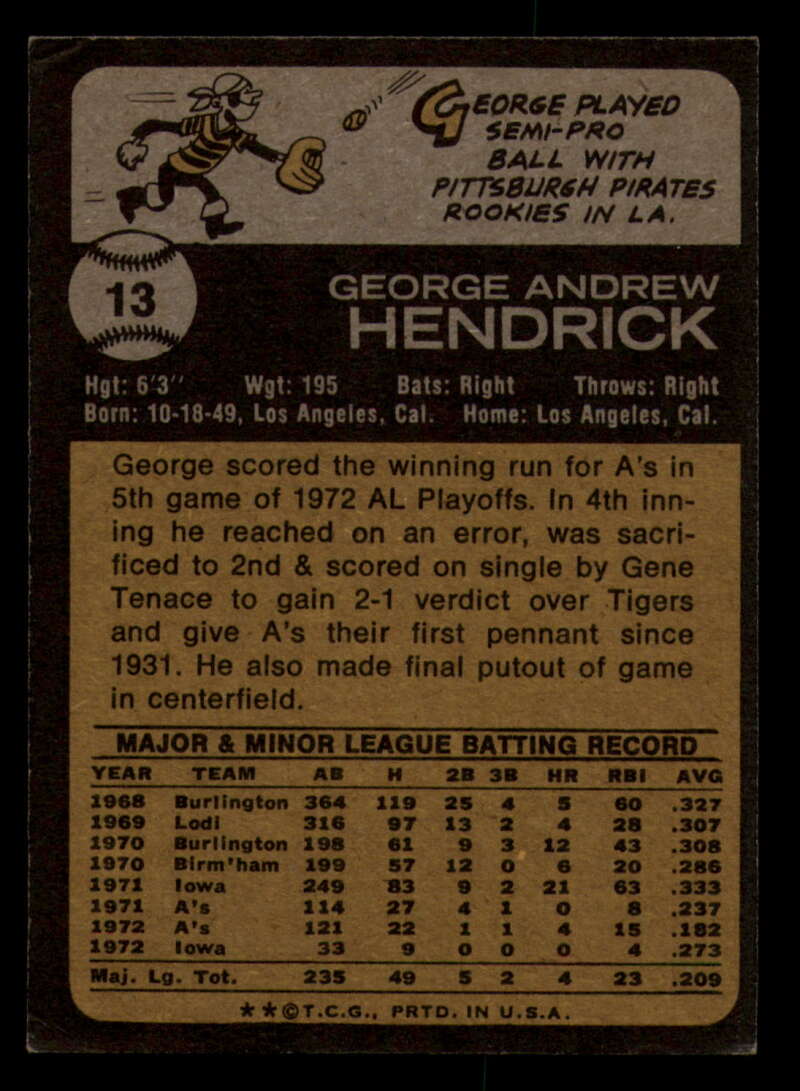 GEORGE PLAYED
SEMI-PRO
BALL WITH
PITTSBURGH PIRATES
ROOKIES IN LA.
13
GEORGE ANDREW
HENDRICK
Hgt: 6'3" Wgt: 195 Bats: Right Throws: Right
Born: 10-18-49, Los Angeles, Cal. Home: Los Angeles, Cal.
George scored the winning run for A's in
5th game of 1972 AL Playoffs. In 4th inn-
ing he reached on an error, was sacri-
ficed to 2nd & scored on single by Gene
Tenace to gain 2-1 verdict over Tigers
and give A's their first pennant since
1931. He also made final putout of game
in centerfield.
MAJOR & MINOR LEAGUE BATTING RECORD
YEAR TEAM AB H 2B 3B HR RBI AVG
1968 Burlington 364 119 25 4 5 60 .327
1969 Lodi 316 97 13 2 4 28 .307
1970 Burlington 198 61 9 3 12 43 .308
1970 Birm'ham 199 57 12 0 6 20 .286
1971 Iowa 249 83 9 2 21 63 .333
1971 A's 114 27 4 1 0 8 .237
1972 A's 121 22 1 1 4 15 .182
1972 Iowa 33 9 0 0 0 4 .273
Maj. Lg. Tot. 235 49 5 2 4 23 .209
★★©T.C.G., PRTD. IN U.S.A.